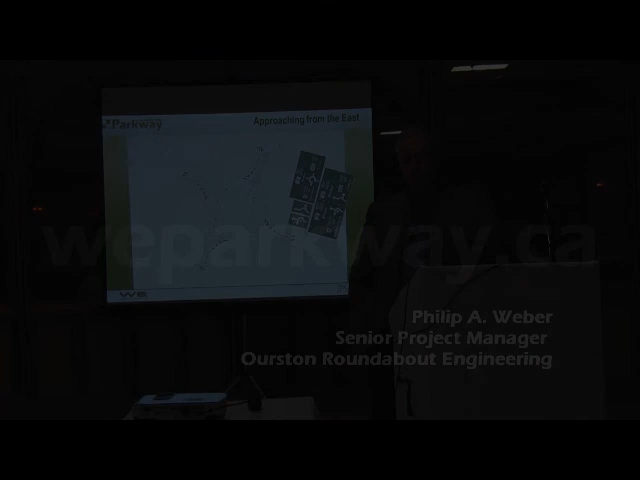 Parkway
Approaching from the East
weparkway.ca
Philip A. Weber
Senior Project Manager
Ourston Roundabout Engineering